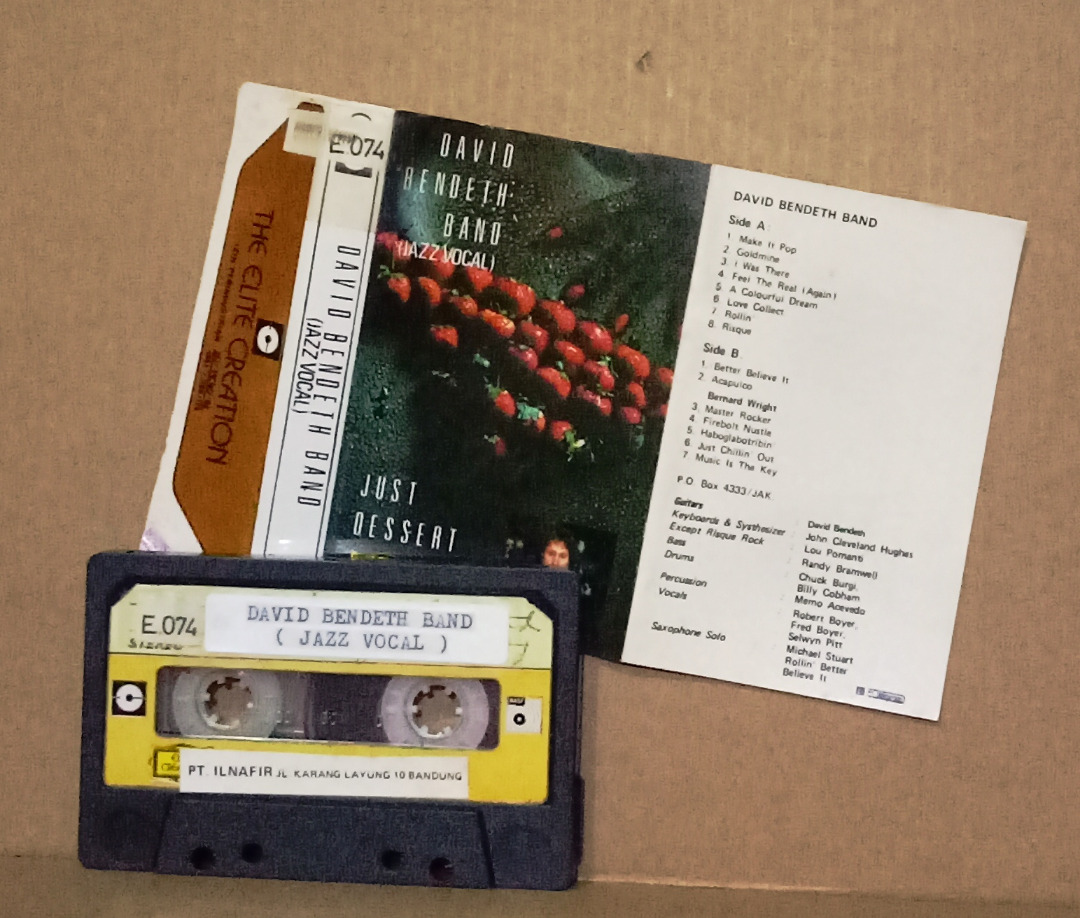 THE ELITE CREATION
E.074
DAVID BENDETH BAND
(JAZZ VOCAL)
DAVID
BENDETH
BAND
(JAZZ VOCAL)
JUST
DESSERT
DAVID BENDETH BAND
Side A
1. Make It Pop
2. Goldmine
3. I Was There
4. Feel The Real (Again)
5. A Colourful Dream
6. Love Collect
7. Rollin'
8. Risque
Side B
1. Better Believe It
2. Acapulco
Bernard Wright
3. Master Rocker
4. Firebolt Nustle
5. Haboglabotribin'
6. Just Chillin' Out
7. Music Is The Key
P.O. Box 4333/JAK
Guitars : David Bendeth
Keyboards & Synthesizer : John Cleveland Hughes
Except Risque Rock : Lou Pomanti
Bass : Randy Bramwell
Drums : Chuck Burgi,
Billy Cobham
Percussion : Memo Acevedo
Vocals : Robert Boyer,
Fred Boyer,
Selwyn Pitt
Saxophone Solo : Michael Stuart
Rollin' Better
Believe It
E.074
Stereo
DAVID BENDETH BAND
( JAZZ VOCAL )
BASF
PT. ILNAFIR JL. KARANG LAYUNG 10 BANDUNG